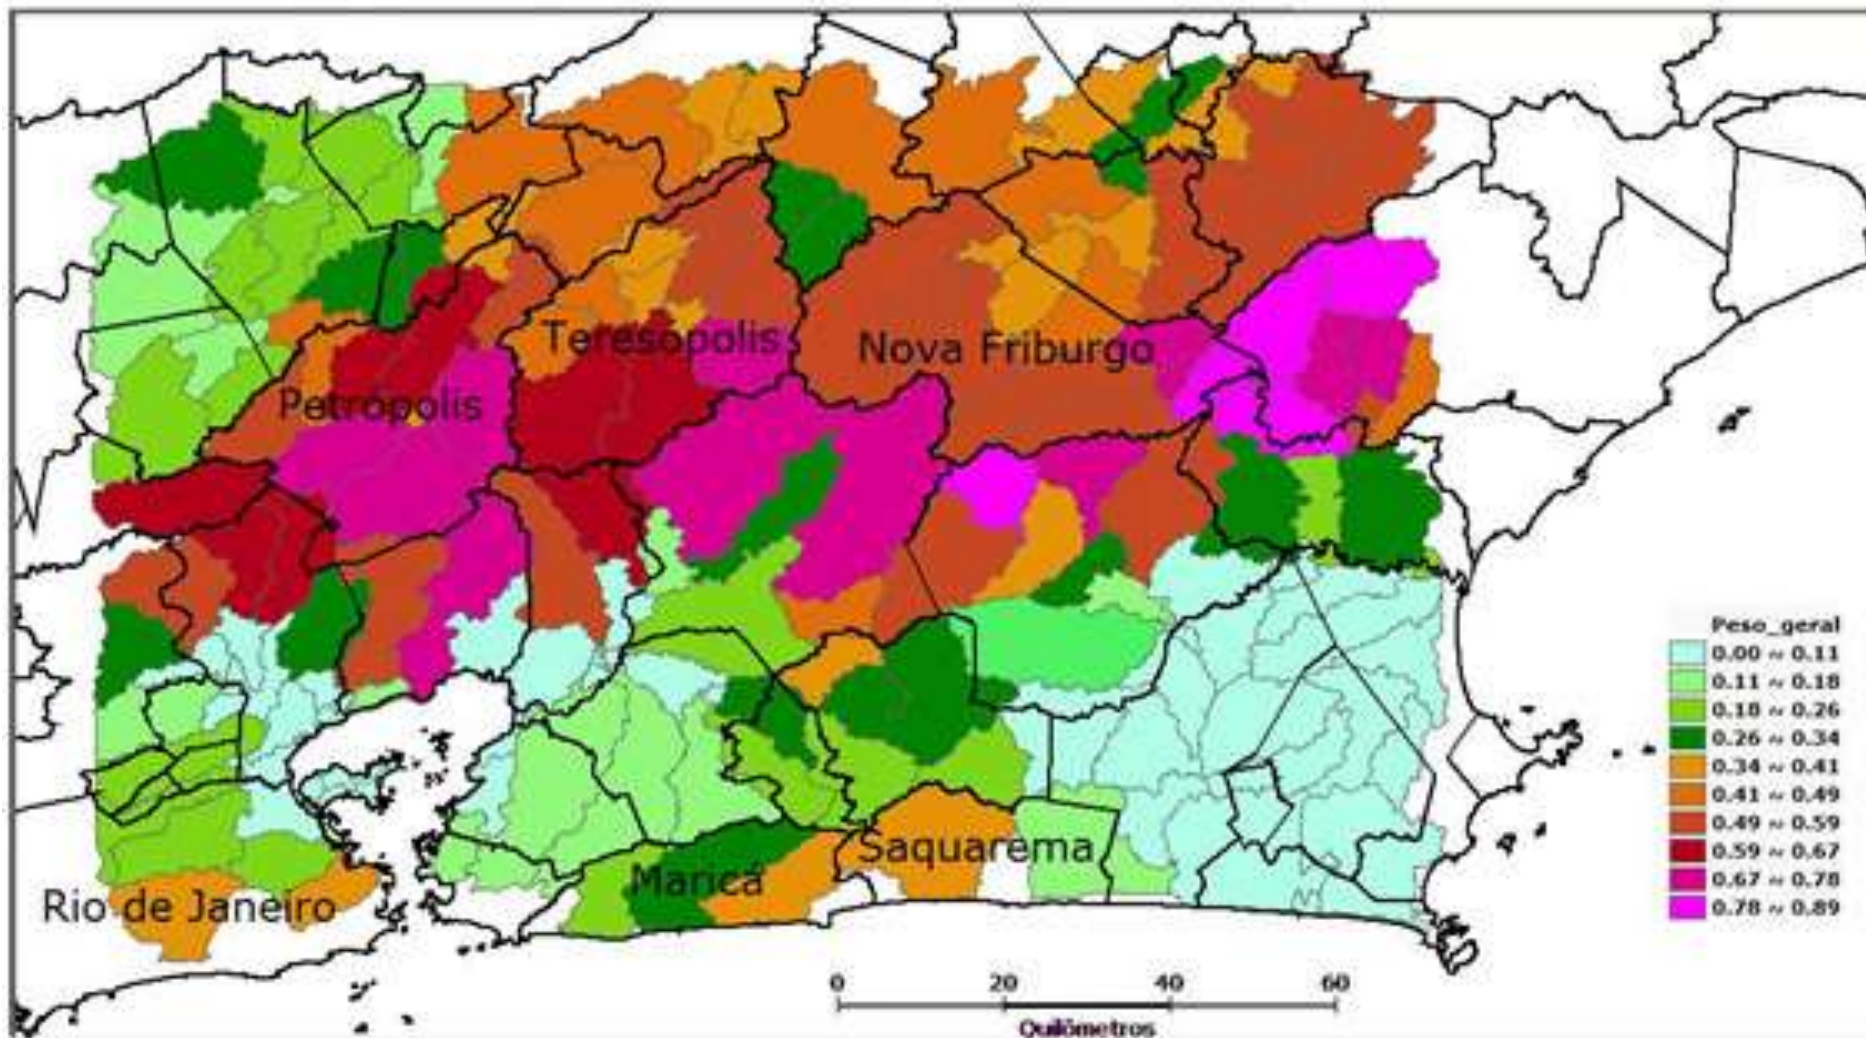 Teresópolis
Nova Friburgo
Petrópolis
Saquarema
Maricá
Rio de Janeiro
Peso_geral
0.00 ~ 0.11
0.11 ~ 0.18
0.18 ~ 0.26
0.26 ~ 0.34
0.34 ~ 0.41
0.41 ~ 0.49
0.49 ~ 0.59
0.59 ~ 0.67
0.67 ~ 0.78
0.78 ~ 0.89
0 20 40 60
Quilômetros